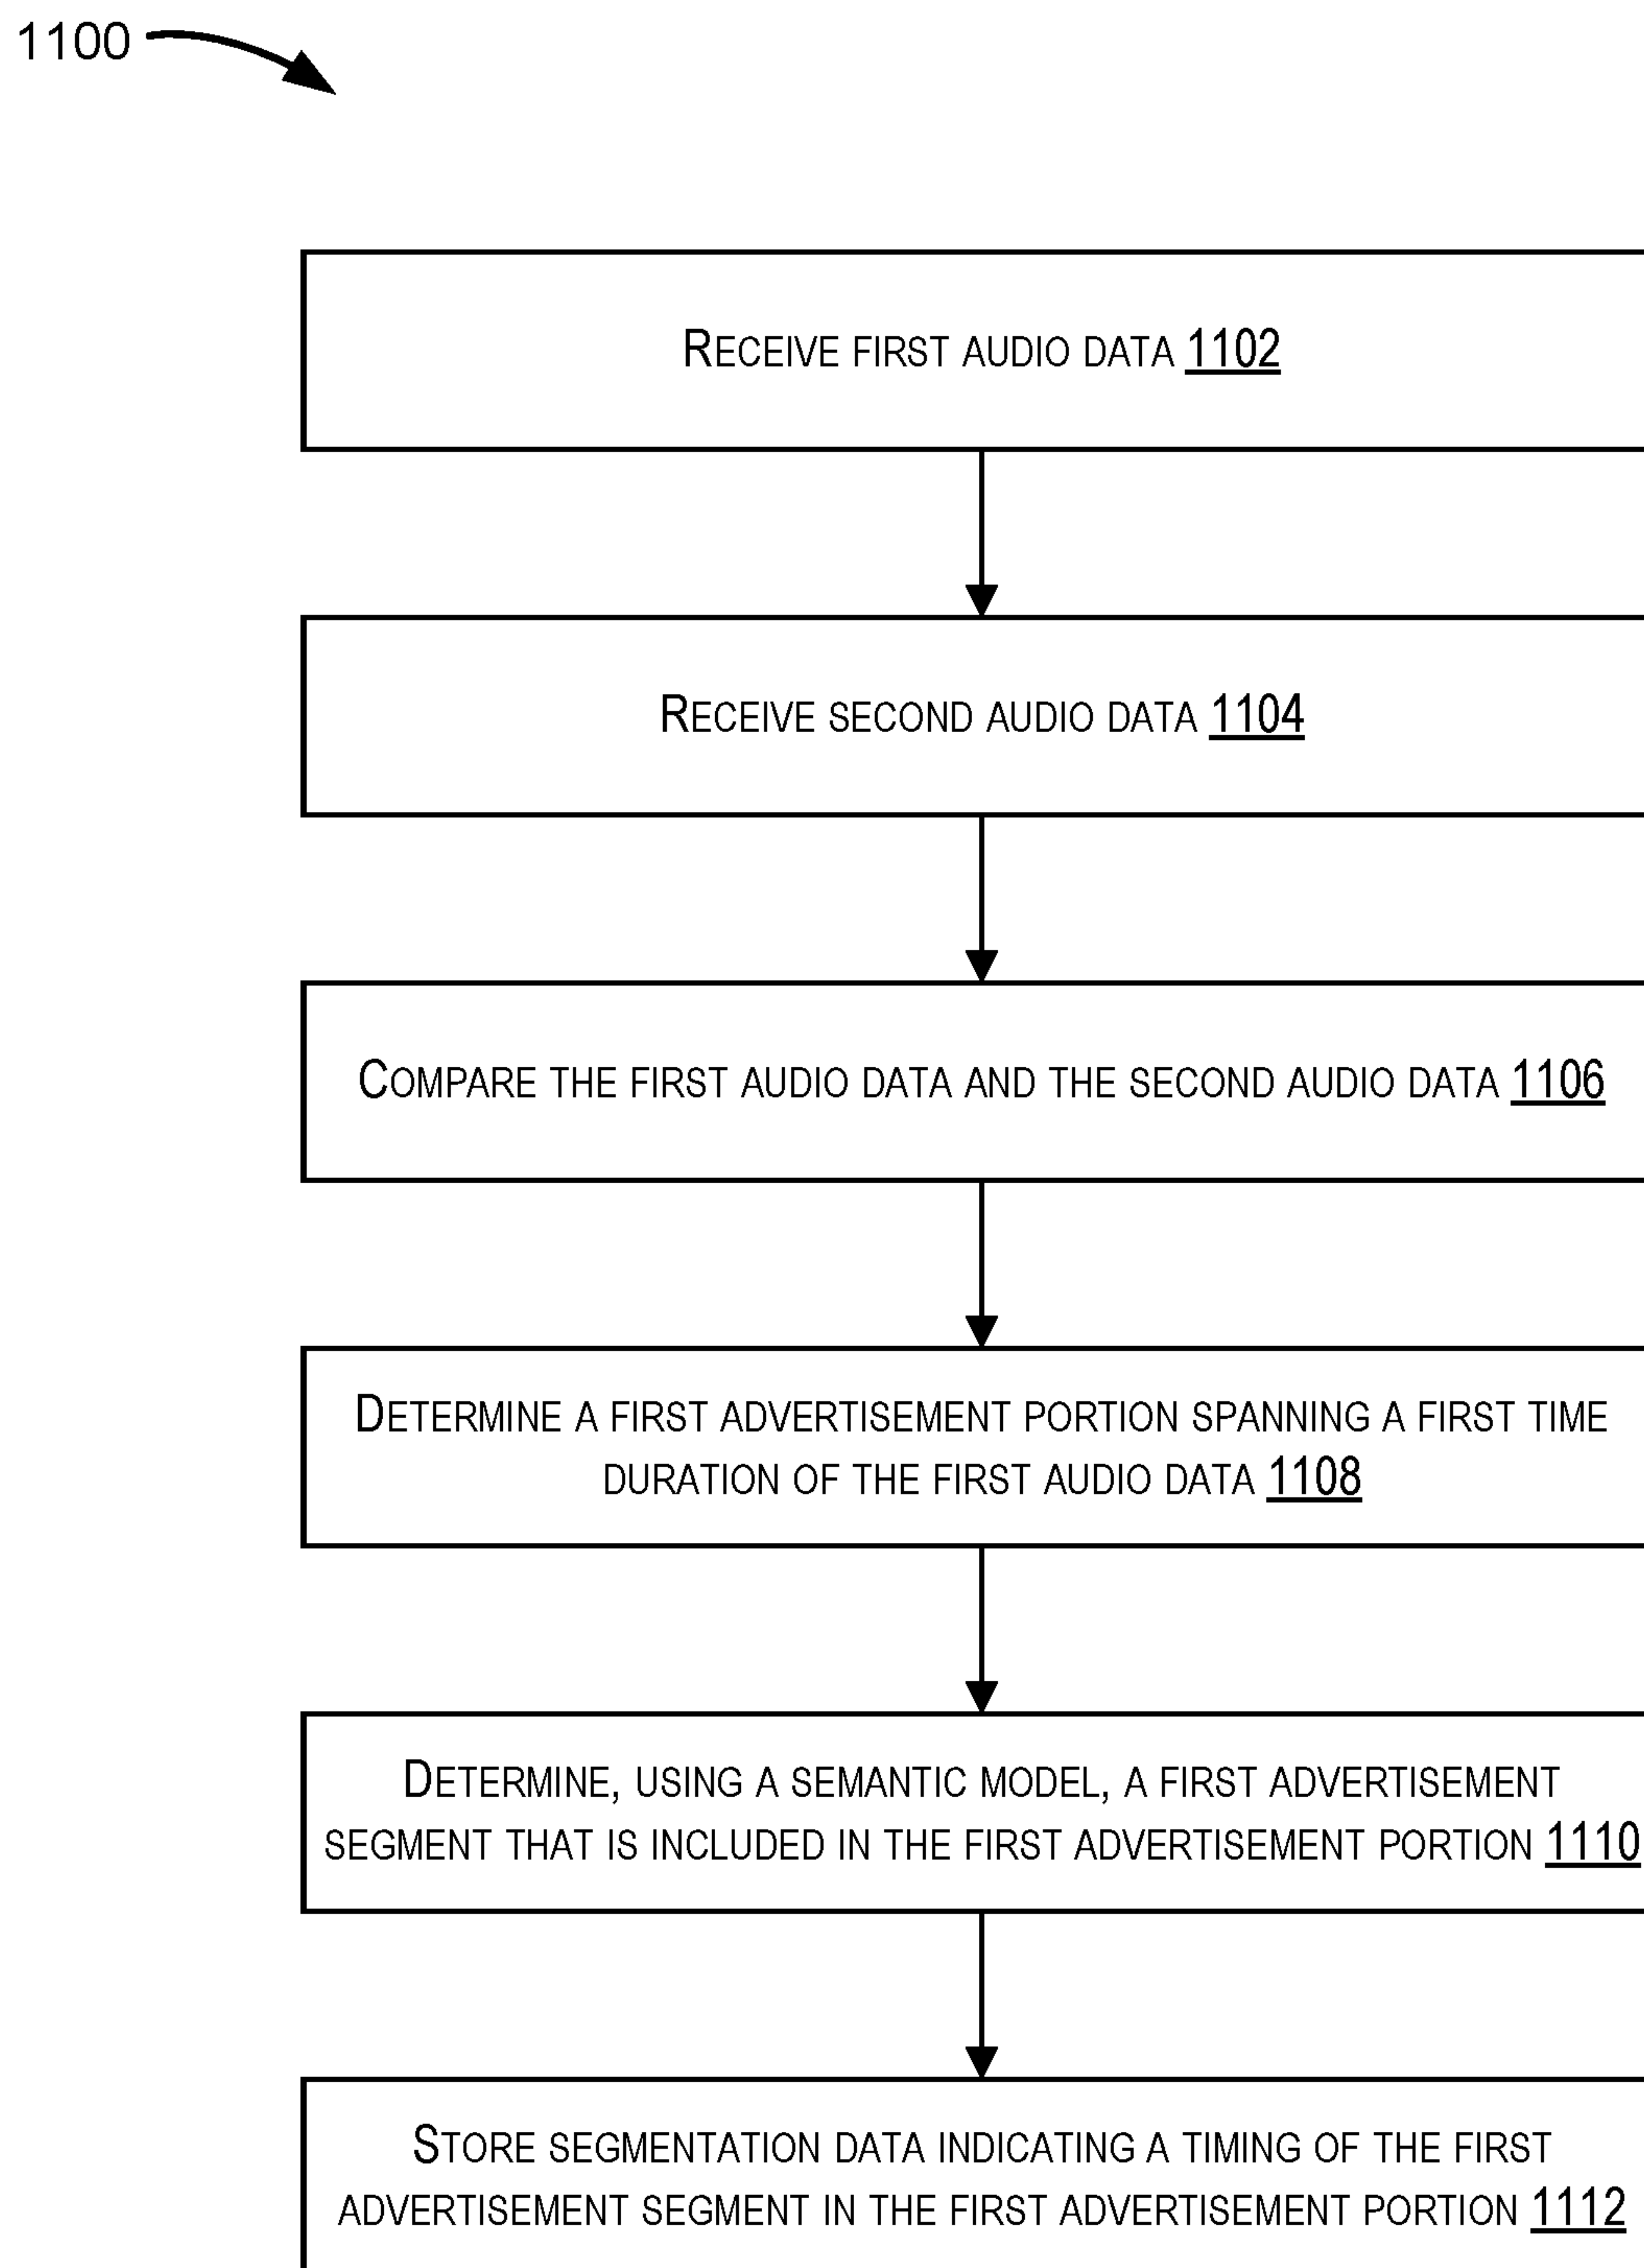 1100
RECEIVE FIRST AUDIO DATA 1102
RECEIVE SECOND AUDIO DATA 1104
COMPARE THE FIRST AUDIO DATA AND THE SECOND AUDIO DATA 1106
DETERMINE A FIRST ADVERTISEMENT PORTION SPANNING A FIRST TIME
DURATION OF THE FIRST AUDIO DATA 1108
DETERMINE, USING A SEMANTIC MODEL, A FIRST ADVERTISEMENT
SEGMENT THAT IS INCLUDED IN THE FIRST ADVERTISEMENT PORTION 1110
STORE SEGMENTATION DATA INDICATING A TIMING OF THE FIRST
ADVERTISEMENT SEGMENT IN THE FIRST ADVERTISEMENT PORTION 1112